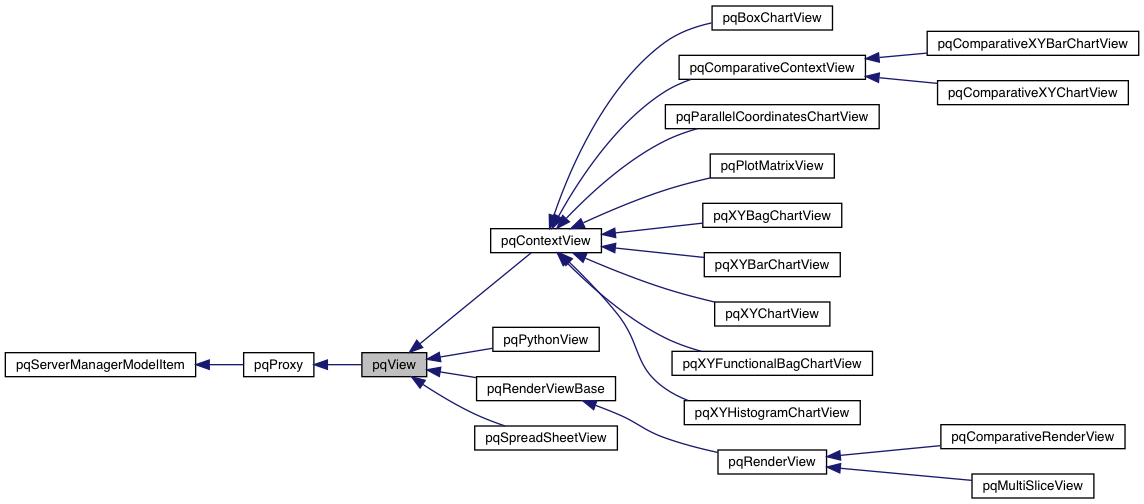 pqBoxChartView
pqComparativeXYBarChartView
pqComparativeContextView
pqComparativeXYChartView
pqParallelCoordinatesChartView
pqPlotMatrixView
pqXYBagChartView
pqContextView
pqXYBarChartView
pqXYChartView
pqPythonView
pqServerManagerModelItem
pqProxy
pqView
pqXYFunctionalBagChartView
pqRenderViewBase
pqXYHistogramChartView
pqSpreadSheetView
pqComparativeRenderView
pqRenderView
pqMultiSliceView